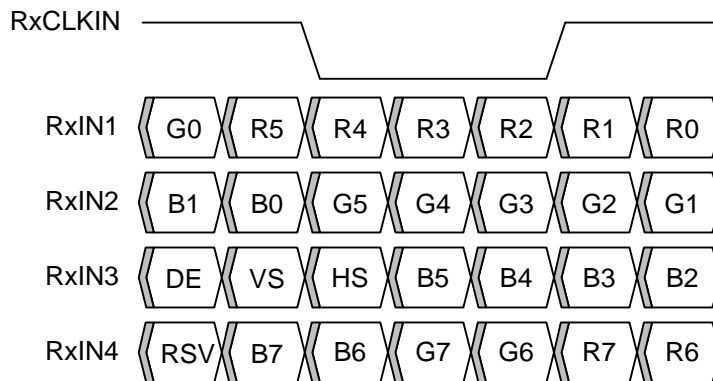 RxCLKIN
RxIN1 G0 R5 R4 R3 R2 R1 R0
RxIN2 B1 B0 G5 G4 G3 G2 G1
RxIN3 DE VS HS B5 B4 B3 B2
RxIN4 RSV B7 B6 G7 G6 R7 R6